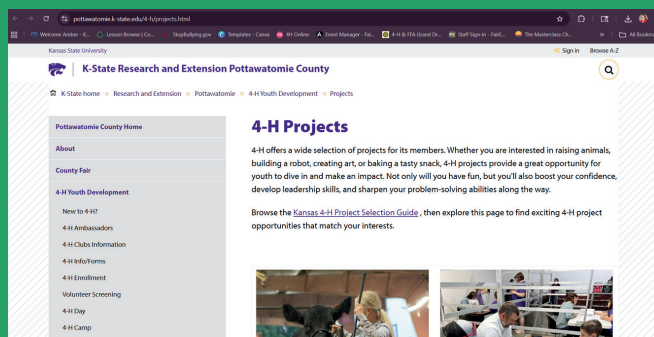 pottawatomie.k-state.edu/4-h/projects.html
Welcome Amber - K... Lesson Browse | Co... StopBullying.gov Templates - Canva 4H Online Event Manager - Fai... 4-H & FFA Grand Dr... Staff Sign-in - FairE... The Masterclass Ch... » All Bookma
Kansas State University Sign in Browse A-Z
K-State Research and Extension Pottawatomie County
K-State home » Research and Extension » Pottawatomie » 4-H Youth Development » Projects
Pottawatomie County Home
About
County Fair
4-H Youth Development
New to 4-H?
4-H Ambassadors
4-H Clubs Information
4-H Info/Forms
4-H Enrollment
Volunteer Screening
4-H Day
4-H Camp
4-H Projects
4-H offers a wide selection of projects for its members. Whether you are interested in raising animals,
building a robot, creating art, or baking a tasty snack, 4-H projects provide a great opportunity for
youth to dive in and make an impact. Not only will you have fun, but you'll also boost your confidence,
develop leadership skills, and sharpen your problem-solving abilities along the way.
Browse the Kansas 4-H Project Selection Guide , then explore this page to find exciting 4-H project
opportunities that match your interests.